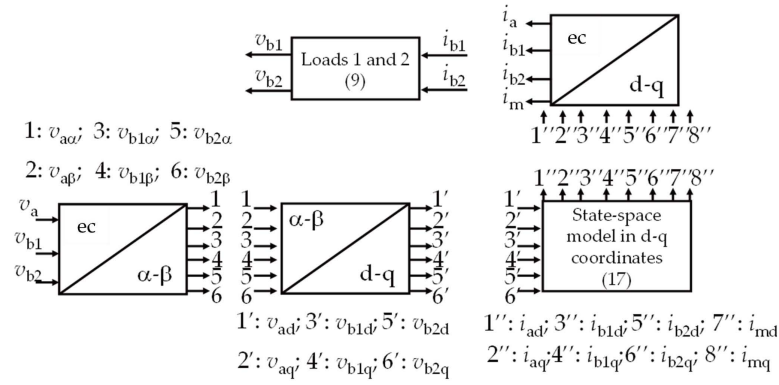 i_a
i_b1
i_b2
i_m
ec
d-q
v_b1
v_b2
Loads 1 and 2
(9)
i_b1
i_b2
1'' 2'' 3'' 4'' 5'' 6'' 7'' 8''
1: v_aα; 3: v_b1α; 5: v_b2α
2: v_aβ; 4: v_b1β; 6: v_b2β
v_a
v_b1
v_b2
ec
α-β
1
2
3
4
5
6
1
2
3
4
5
6
α-β
d-q
1'
2'
3'
4'
5'
6'
1'
2'
3'
4'
5'
6'
1'' 2'' 3'' 4'' 5'' 6'' 7'' 8''
State-space
model in d-q
coordinates
(17)
1': v_ad; 3': v_b1d; 5': v_b2d
2': v_aq; 4': v_b1q; 6': v_b2q
1'': i_ad; 3'': i_b1d; 5'': i_b2d; 7'': i_md
2'': i_aq; 4'': i_b1q; 6'': i_b2q; 8'': i_mq